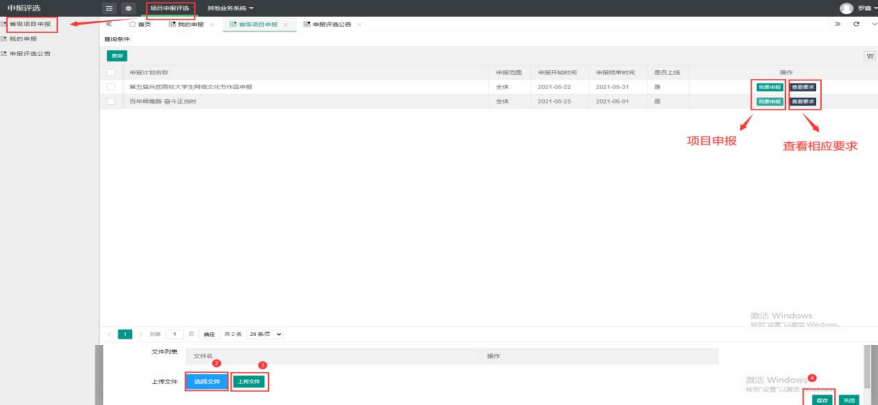 申报评选 项目申报评选 其他业务系统 罗鑫
省级项目申报 首页 我的申报 省级项目申报 申报评选公告
我的申报 查询条件
申报评选公告 查询
申报计划名称 申报范围 申报开始时间 申报结束时间 是否上线 操作
第五届兵团高校大学生网络文化节作品申报 全体 2021-05-22 2021-05-31 是 我要申报 查看要求
百年辉煌路·奋斗正当时 全体 2021-05-25 2021-06-01 是 我要申报 查看要求
项目申报 查看相应要求
激活 Windows
转到"设置"以激活 Windows。
1 到第 1 页 确定 共 2 条 20 条/页
文件列表: 文件名 操作
2 3
上传文件: 选择文件 上传文件
激活 Windows 4
转到"设置"以激活 Windows
保存 关闭